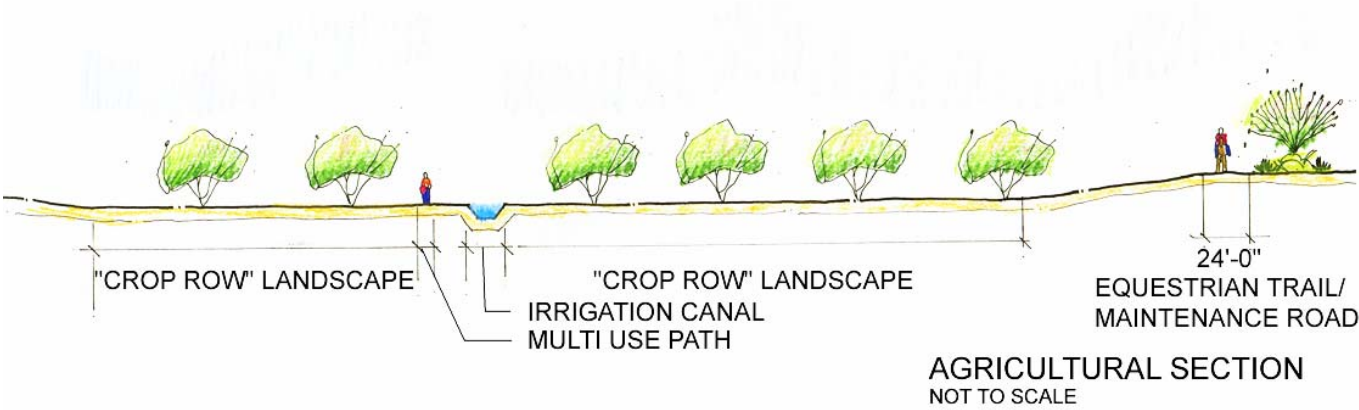 "CROP ROW" LANDSCAPE
"CROP ROW" LANDSCAPE
IRRIGATION CANAL
MULTI USE PATH
24'-0"
EQUESTRIAN TRAIL/
MAINTENANCE ROAD
AGRICULTURAL SECTION
NOT TO SCALE